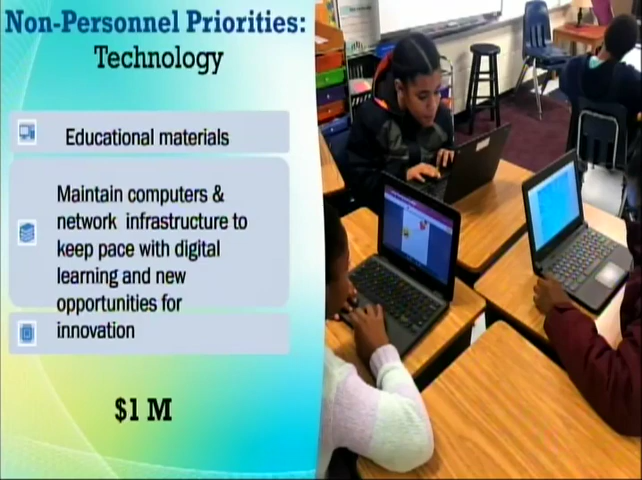 Non-Personnel Priorities:
Technology
Educational materials
Maintain computers &
network infrastructure to
keep pace with digital
learning and new
opportunities for
innovation
$1 M